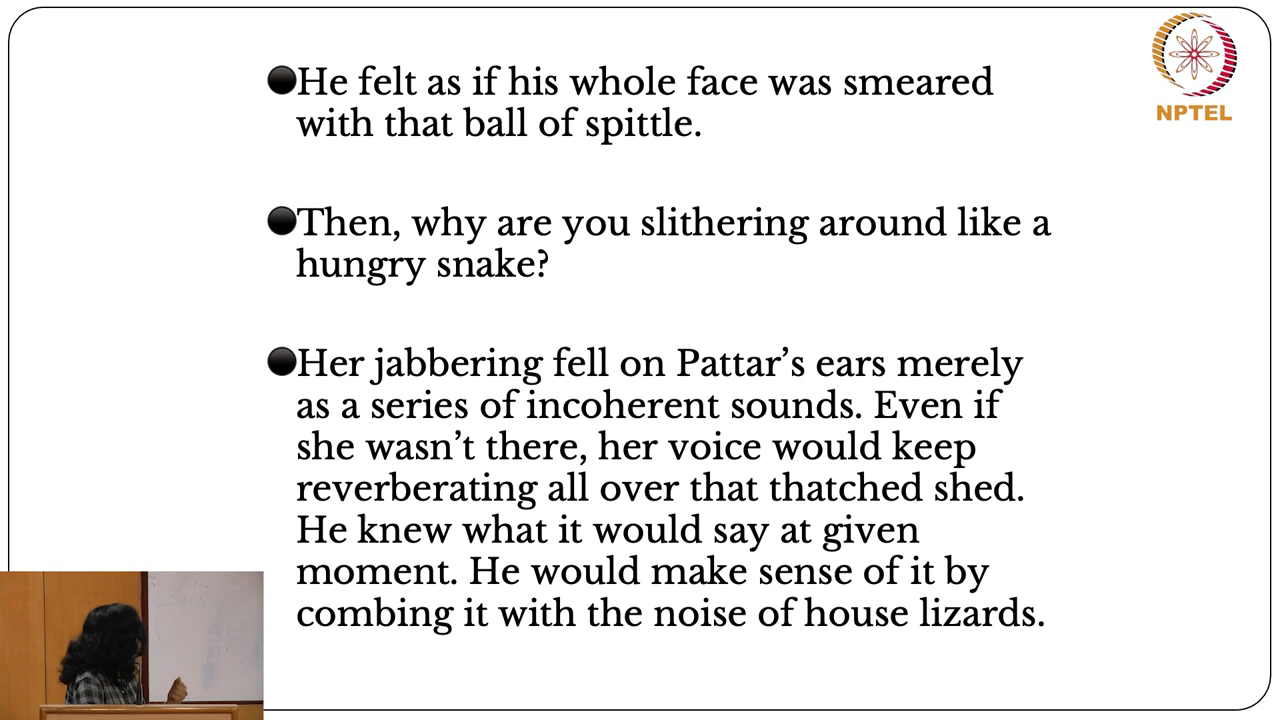 NPTEL
●He felt as if his whole face was smeared
with that ball of spittle.
●Then, why are you slithering around like a
hungry snake?
●Her jabbering fell on Pattar’s ears merely
as a series of incoherent sounds. Even if
she wasn’t there, her voice would keep
reverberating all over that thatched shed.
He knew what it would say at given
moment. He would make sense of it by
combing it with the noise of house lizards.